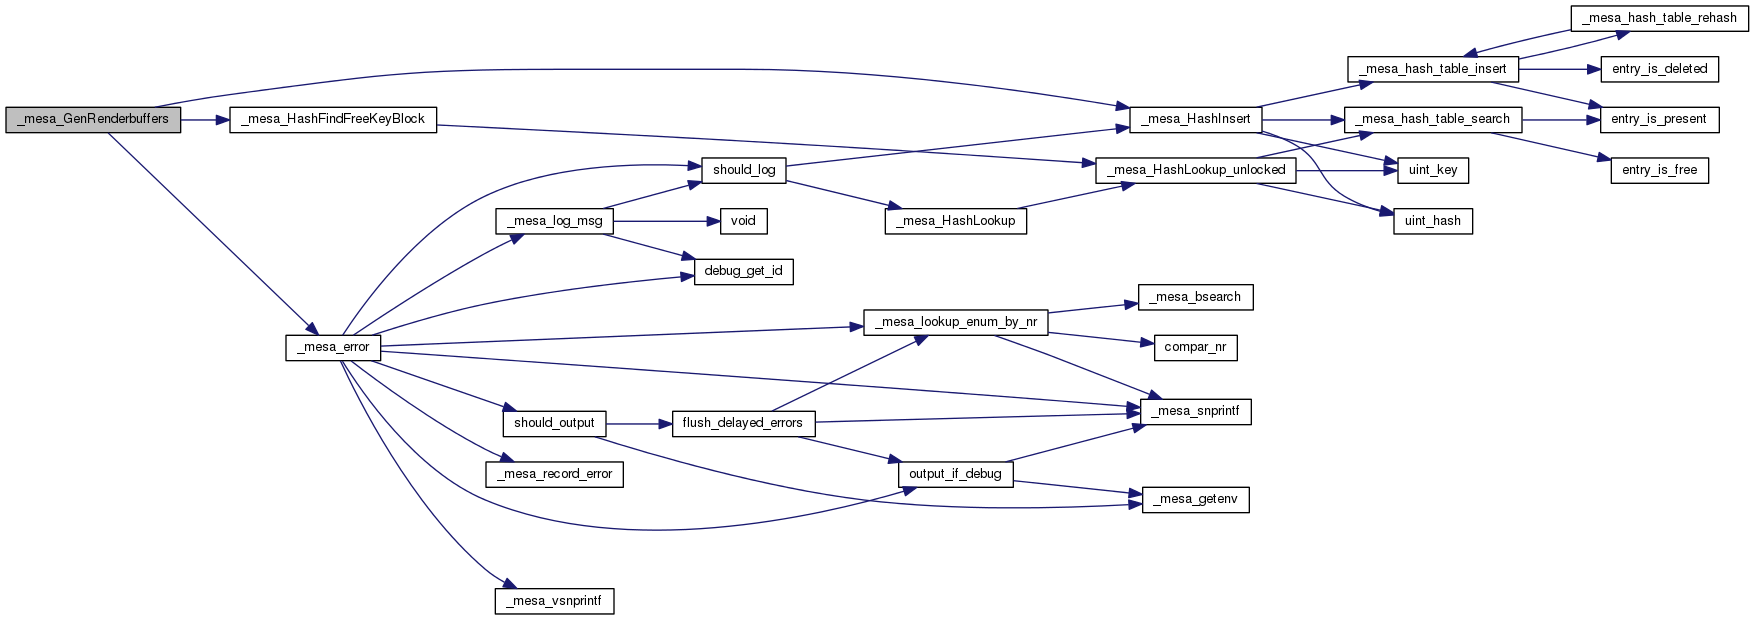 _mesa_hash_table_rehash
_mesa_hash_table_insert
entry_is_deleted
_mesa_GenRenderbuffers
_mesa_HashFindFreeKeyBlock
_mesa_HashInsert
_mesa_hash_table_search
entry_is_present
should_log
_mesa_HashLookup_unlocked
uint_key
entry_is_free
_mesa_log_msg
void
_mesa_HashLookup
uint_hash
debug_get_id
_mesa_bsearch
_mesa_lookup_enum_by_nr
_mesa_error
compar_nr
_mesa_snprintf
should_output
flush_delayed_errors
_mesa_record_error
output_if_debug
_mesa_getenv
_mesa_vsnprintf